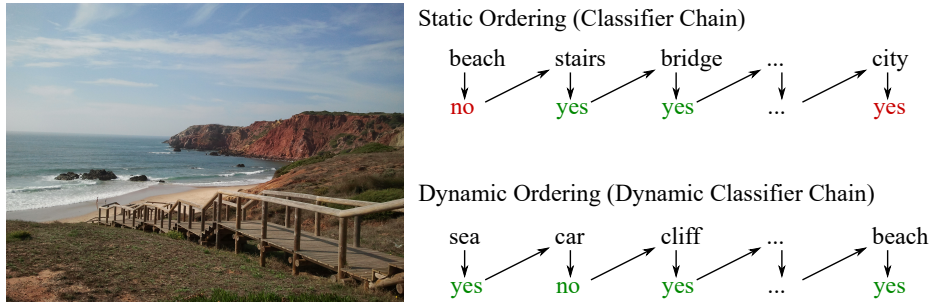 Static Ordering (Classifier Chain)
beach stairs bridge ... city
no yes yes ... yes
Dynamic Ordering (Dynamic Classifier Chain)
sea car cliff ... beach
yes no yes ... yes